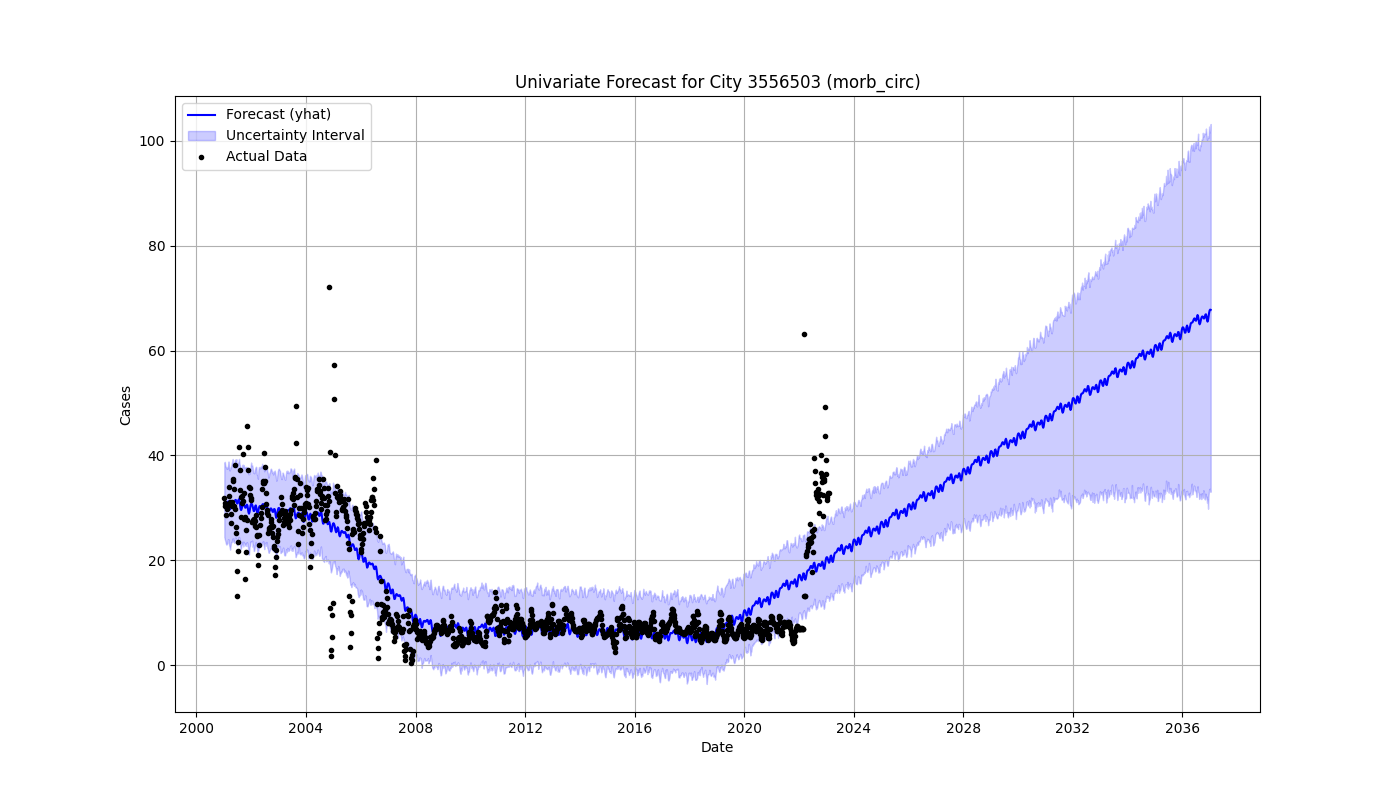 Univariate Forecast for City 3556503 (morb_circ)
Forecast (yhat)
Uncertainty Interval
Actual Data
Cases
100
80
60
40
20
0
2000 2004 2008 2012 2016 2020 2024 2028 2032 2036
Date